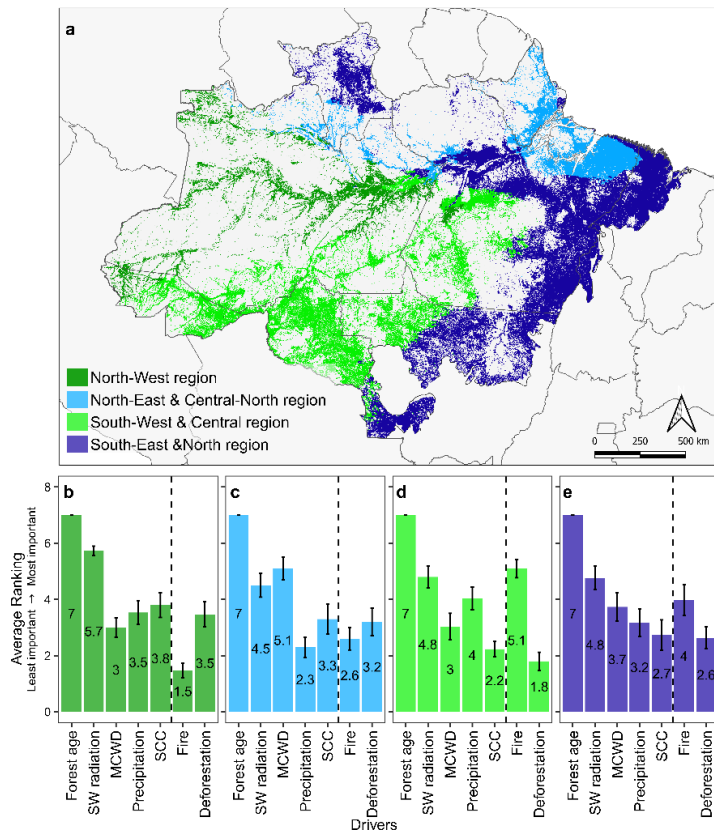 a
North-West region
North-East & Central-North region
South-West & Central region
South-East &North region
0 250 500 km
Average Ranking
Least important → Most important
8
6
4
2
0
b
7
5.7
3
3.5
3.8
1.5
3.5
c
7
4.5
5.1
2.3
3.3
2.6
3.2
d
7
4.8
3
4
2.2
5.1
1.8
e
7
4.8
3.7
3.2
2.7
4
2.6
Forest age
SW radiation
MCWD
Precipitation
SCC
Fire
Deforestation
Forest age
SW radiation
MCWD
Precipitation
SCC
Fire
Deforestation
Forest age
SW radiation
MCWD
Precipitation
SCC
Fire
Deforestation
Forest age
SW radiation
MCWD
Precipitation
SCC
Fire
Deforestation
Drivers